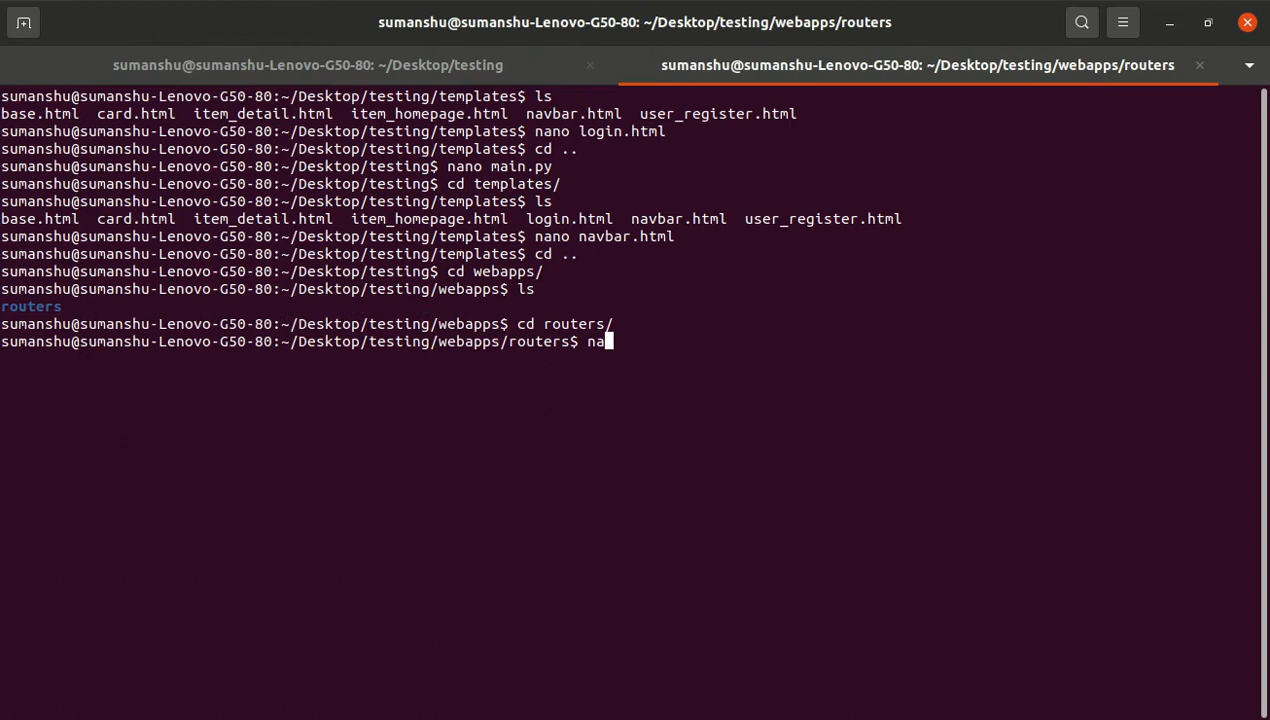 sumanshu@sumanshu-Lenovo-G50-80: ~/Desktop/testing/webapps/routers
sumanshu@sumanshu-Lenovo-G50-80: ~/Desktop/testing
sumanshu@sumanshu-Lenovo-G50-80: ~/Desktop/testing/webapps/routers
sumanshu@sumanshu-Lenovo-G50-80:~/Desktop/testing/templates$ ls
base.html  card.html  item_detail.html  item_homepage.html  navbar.html  user_register.html
sumanshu@sumanshu-Lenovo-G50-80:~/Desktop/testing/templates$ nano login.html
sumanshu@sumanshu-Lenovo-G50-80:~/Desktop/testing/templates$ cd ..
sumanshu@sumanshu-Lenovo-G50-80:~/Desktop/testing$ nano main.py
sumanshu@sumanshu-Lenovo-G50-80:~/Desktop/testing$ cd templates/
sumanshu@sumanshu-Lenovo-G50-80:~/Desktop/testing/templates$ ls
base.html  card.html  item_detail.html  item_homepage.html  login.html  navbar.html  user_register.html
sumanshu@sumanshu-Lenovo-G50-80:~/Desktop/testing/templates$ nano navbar.html
sumanshu@sumanshu-Lenovo-G50-80:~/Desktop/testing/templates$ cd ..
sumanshu@sumanshu-Lenovo-G50-80:~/Desktop/testing$ cd webapps/
sumanshu@sumanshu-Lenovo-G50-80:~/Desktop/testing/webapps$ ls
routers
sumanshu@sumanshu-Lenovo-G50-80:~/Desktop/testing/webapps$ cd routers/
sumanshu@sumanshu-Lenovo-G50-80:~/Desktop/testing/webapps/routers$ na